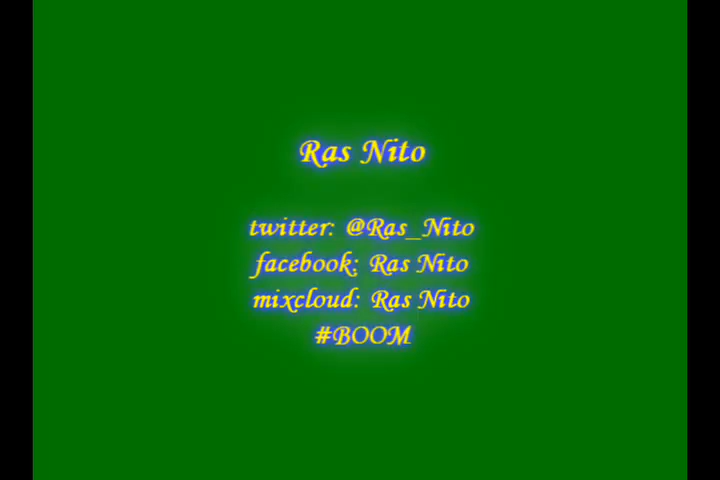 Ras Nito
twitter: @Ras_Nito
facebook: Ras Nito
mixcloud: Ras Nito
#BOOM